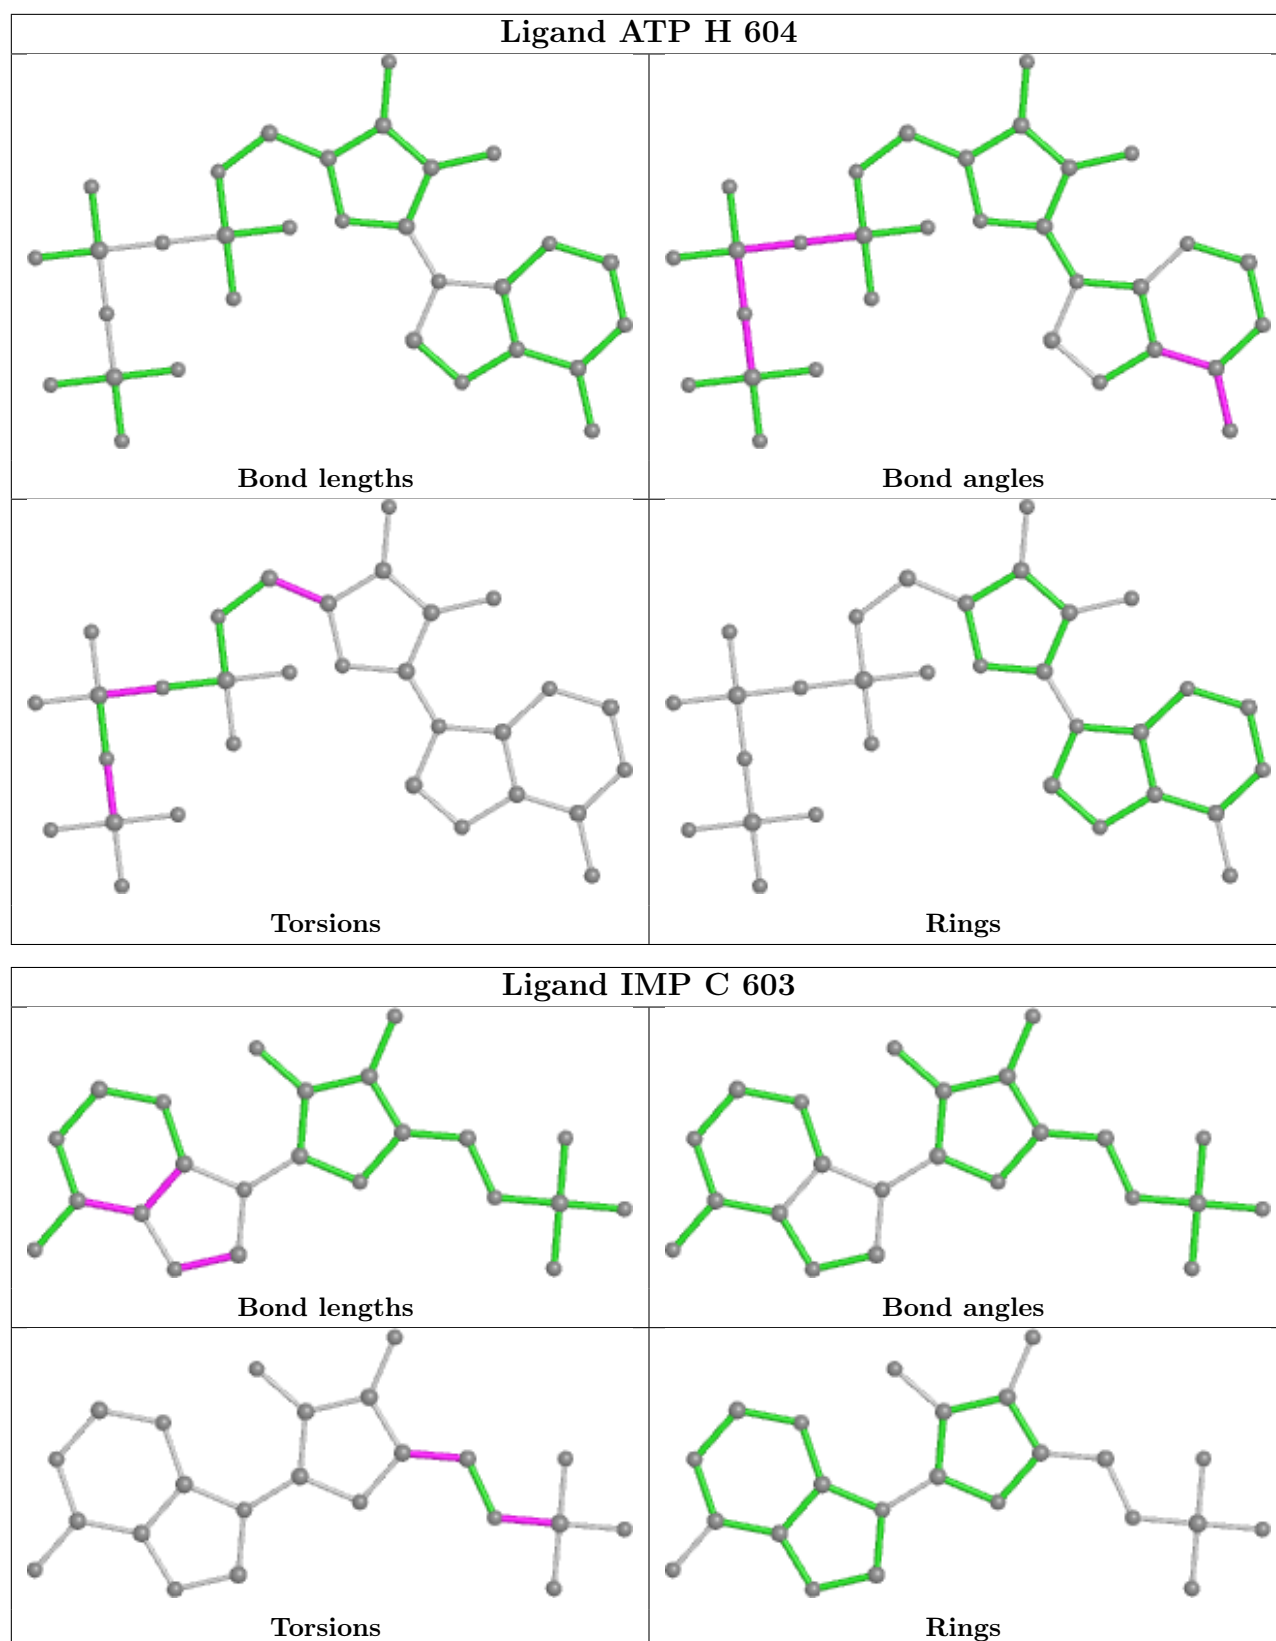 Ligand ATP H 604
Bond lengths
Bond angles
Torsions
Rings
Ligand IMP C 603
Bond lengths
Bond angles
Torsions
Rings